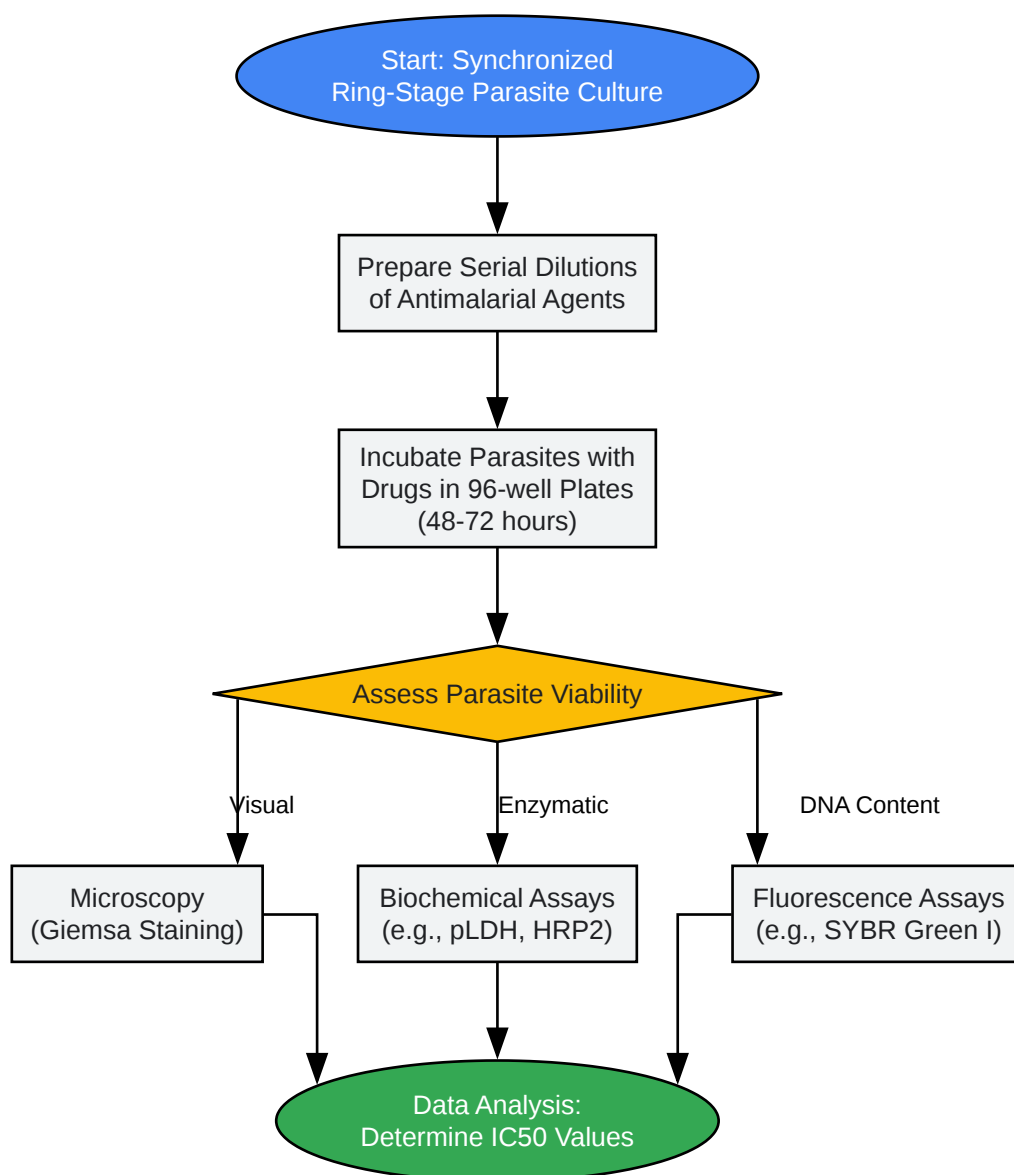 Start: Synchronized
Ring-Stage Parasite Culture
Prepare Serial Dilutions
of Antimalarial Agents
Incubate Parasites with
Drugs in 96-well Plates
(48-72 hours)
Assess Parasite Viability
Visual
Enzymatic
DNA Content
Microscopy
(Giemsa Staining)
Biochemical Assays
(e.g., pLDH, HRP2)
Fluorescence Assays
(e.g., SYBR Green I)
Data Analysis:
Determine IC50 Values